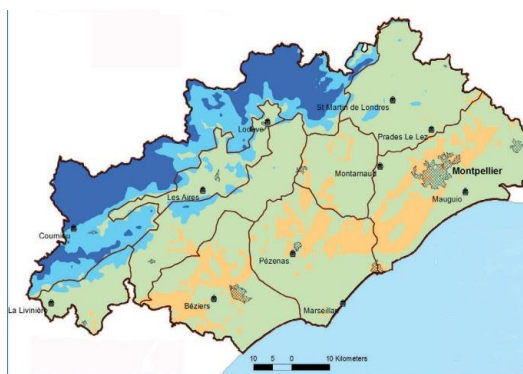 St Martin de Londres
Lodève
Prades Le Lez
Montpellier
Montarnaud
Les Aires
Mauguio
Courniou
Pézenas
La Livinière
Béziers
Marseillan
10 5 0 10 Kilometers